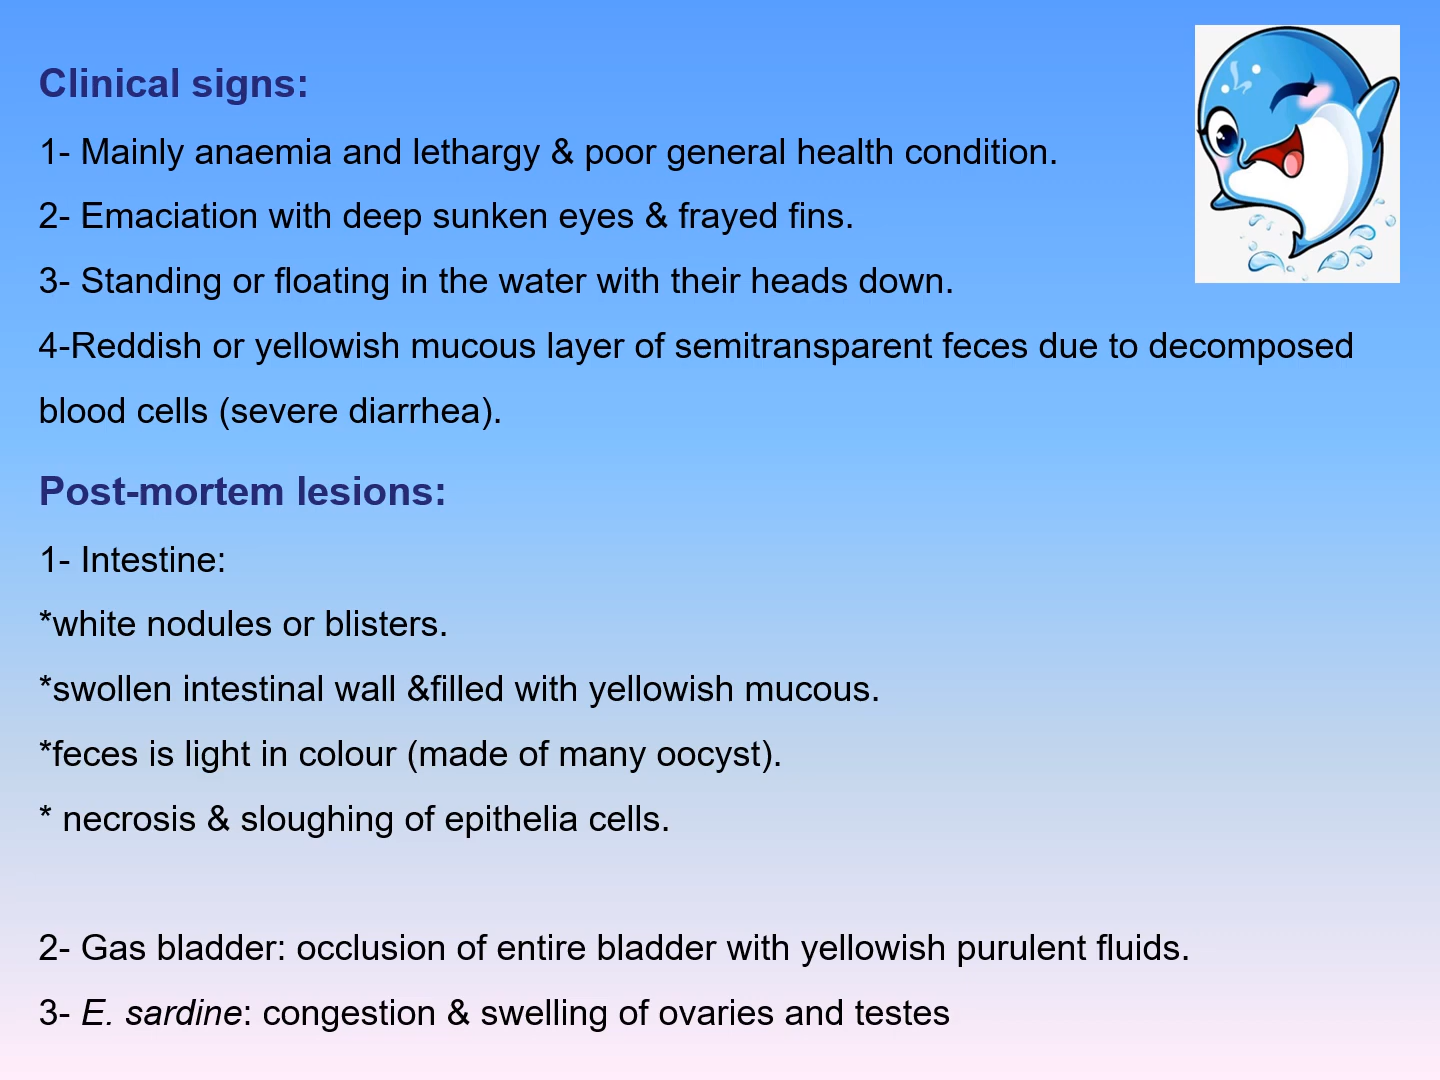 Clinical signs:
1- Mainly anaemia and lethargy & poor general health condition.
2- Emaciation with deep sunken eyes & frayed fins.
3- Standing or floating in the water with their heads down.
4-Reddish or yellowish mucous layer of semitransparent feces due to decomposed
blood cells (severe diarrhea).
Post-mortem lesions:
1- Intestine:
*white nodules or blisters.
*swollen intestinal wall &filled with yellowish mucous.
*feces is light in colour (made of many oocyst).
* necrosis & sloughing of epithelia cells.
2- Gas bladder: occlusion of entire bladder with yellowish purulent fluids.
3- E. sardine: congestion & swelling of ovaries and testes